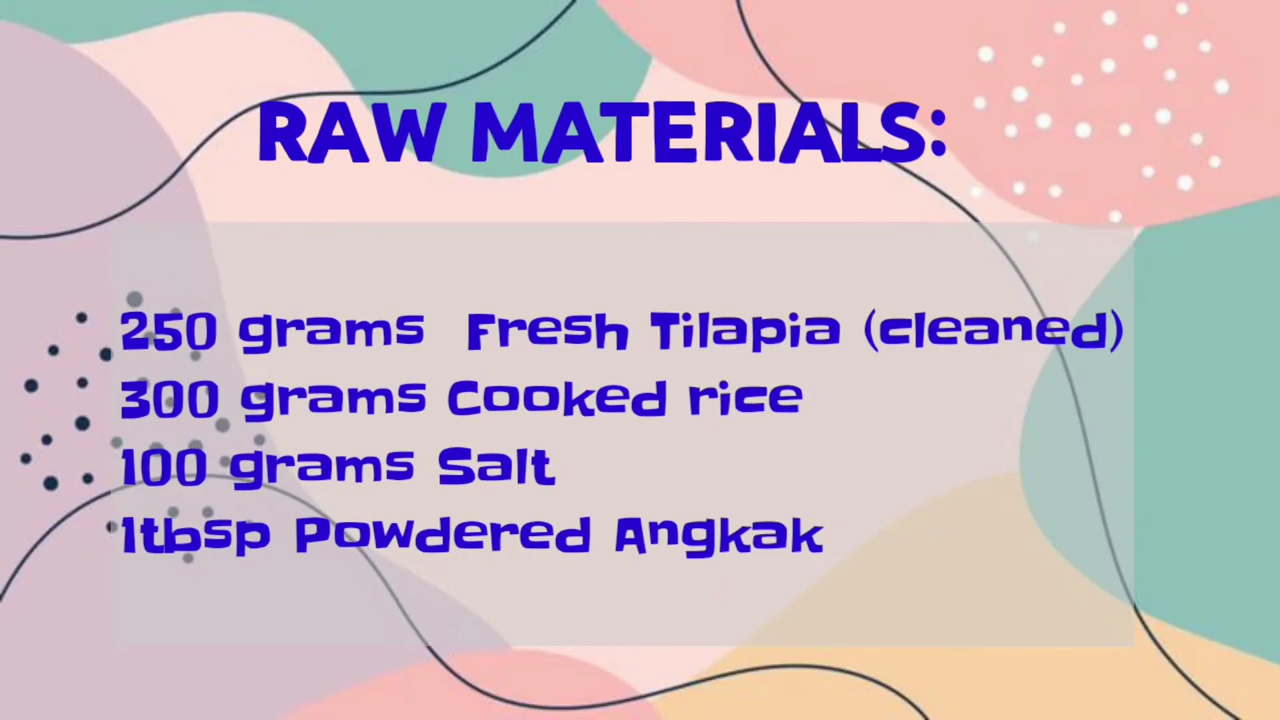 RAW MATERIALS:
250 grams Fresh Tilapia (cleaned)
300 grams Cooked rice
100 grams Salt
1tbsp Powdered Angkak